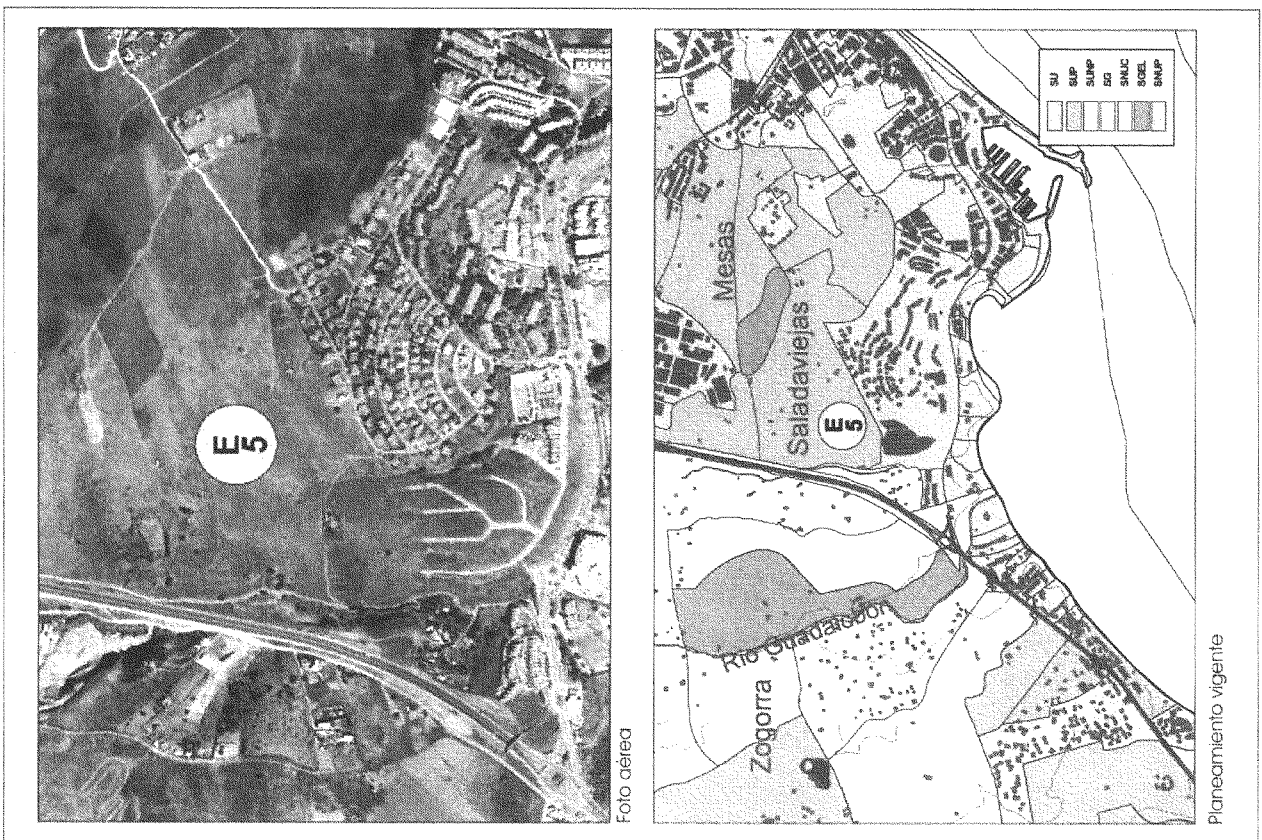 E
5
Foto aérea
Mesas
Saladaviejas
E
5
Río Guadalobón
Zogorra
SU
SUP
SUNP
SG
SNUC
SGEL
SNUP
Planeamiento vigente